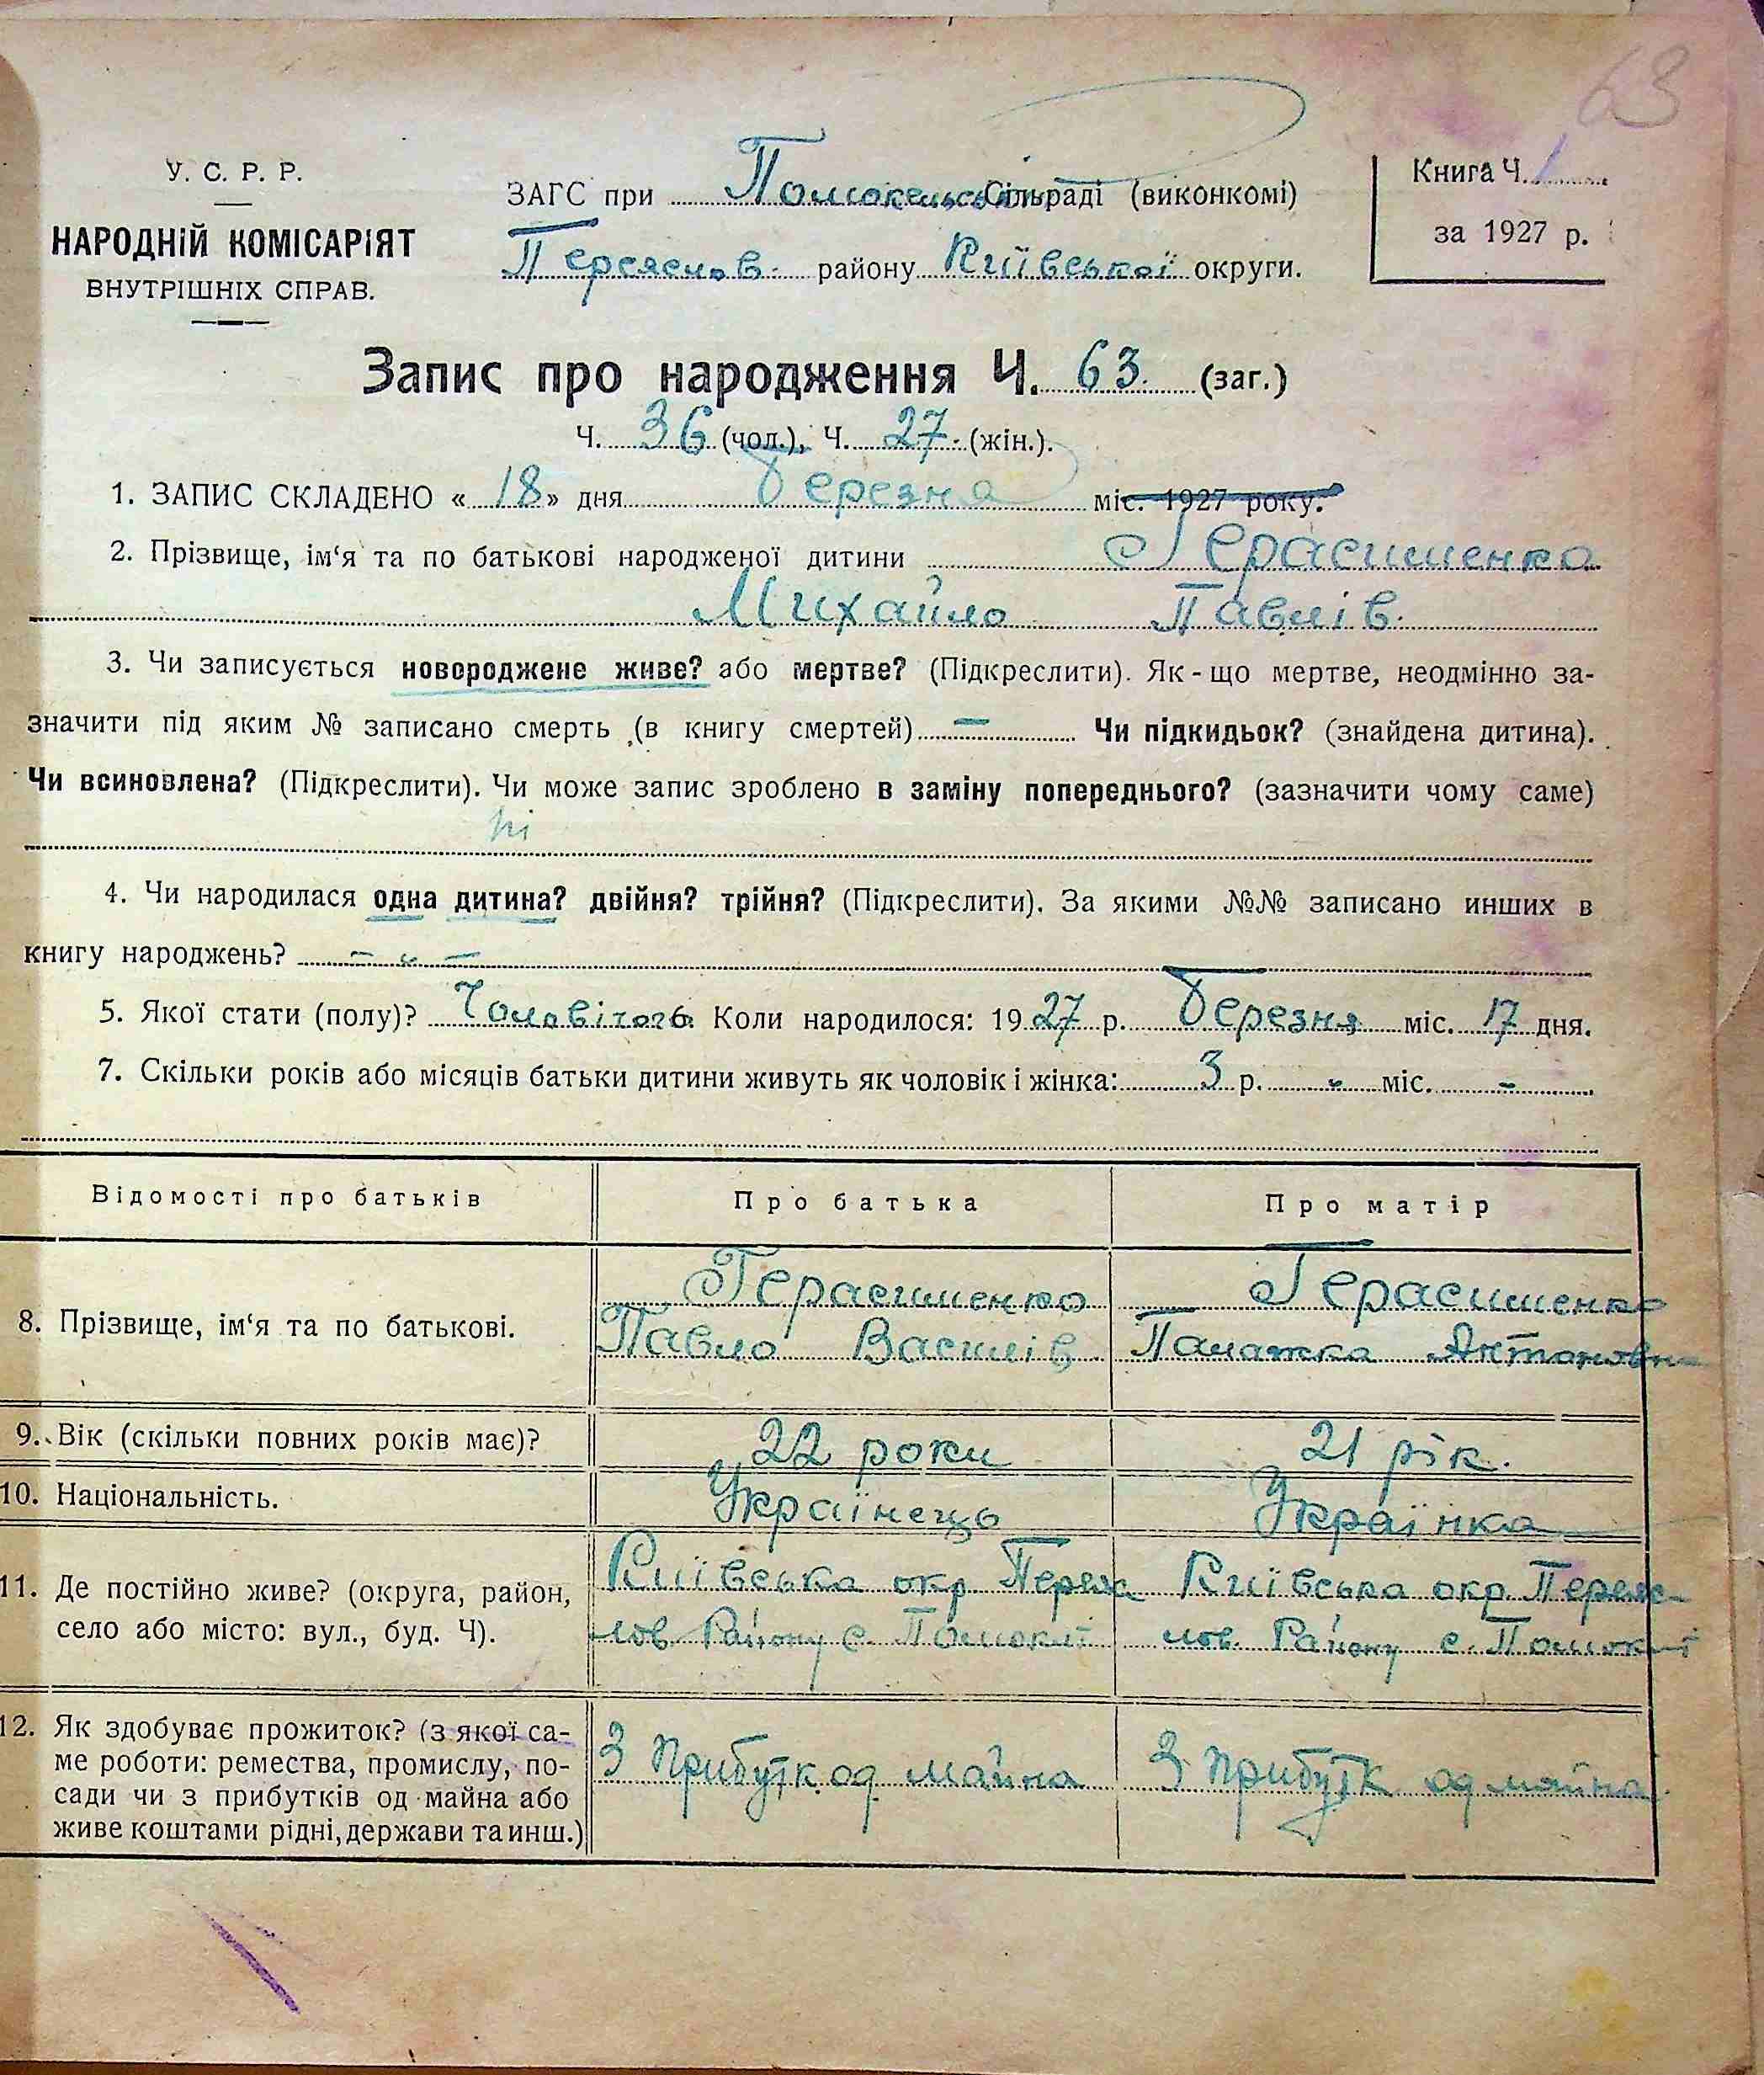 63
У. С. Р. Р.
НАРОДНІЙ КОМІСАРІЯТ
ВНУТРІШНІХ СПРАВ.
ЗАГС при Помокельській Сільраді (виконкомі)
Переяслов. району Київської округи.
Книга Ч. 1
за 1927 р.
Запис про народження Ч. 63. (заг.)
Ч. 36 (чол.), Ч. 27. (жін.).
1. ЗАПИС СКЛАДЕНО «18» дня Березня міс. 1927 року.
2. Прізвище, ім‘я та по батькові народженої дитини Герасименко
Михайло Павлів.
3. Чи записується новороджене живе? або мертве? (Підкреслити). Як-що мертве, неодмінно за-
значити під яким № записано смерть (в книгу смертей) — Чи підкидьок? (знайдена дитина).
Чи всиновлена? (Підкреслити). Чи може запис зроблено в заміну попереднього? (зазначити чому саме)
ні
4. Чи народилася одна дитина? двійня? трійня? (Підкреслити). За якими №№ записано инших в
книгу народжень? — „ —
5. Якої стати (полу)? Чоловічого 6. Коли народилося: 1927 р. Березня міс. 17 дня.
7. Скільки років або місяців батьки дитини живуть як чоловік і жінка: 3 р. - міс. -
Відомості про батьків Про батька Про матір
8. Прізвище, ім‘я та по батькові.
Герасименко
Павло Василів
Герасименко
Палажка Антоновн
9. Вік (скільки повних років має)? 22 роки 21 рік.
10. Національність. Українець Українка
11. Де постійно живе? (округа, район,
село або місто: вул., буд. Ч).
Київська окр Переяс
лов. Району с. Помоклі
Київська окр. Переяс
лов. Району с. Помоклі
12. Як здобуває прожиток? (з якої са-
ме роботи: ремества, промислу, по-
сади чи з прибутків од майна або
живе коштами рідні, держави та инш.)
З Прибутк. од майна
З прибутк од майна.